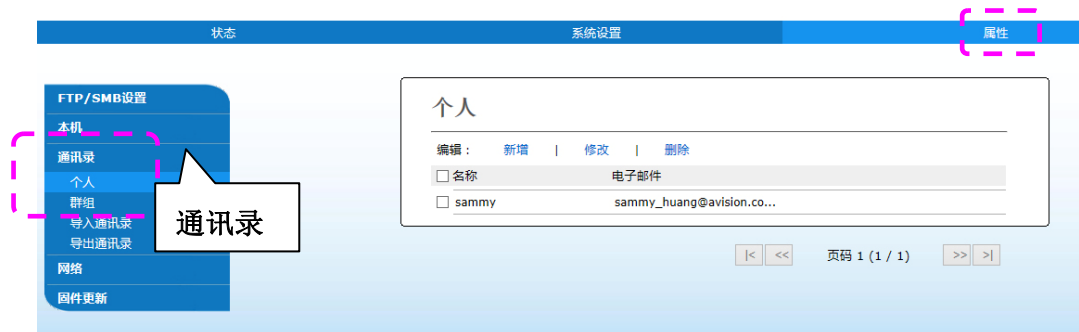 状态 系统设置 属性
FTP/SMB设置
本机
通讯录
个人
群组
导入通讯录
导出通讯录
网络
固件更新
通讯录
个人
编辑： 新增 | 修改 | 删除
名称 电子邮件
sammy sammy_huang@avision.co...
|< << 页码 1 (1 / 1) >> >|